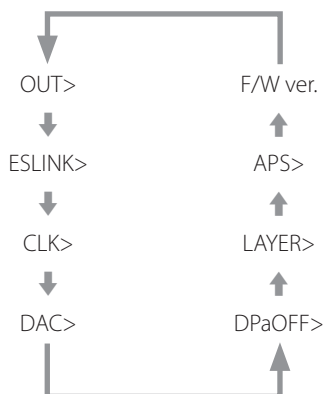 OUT>
ESLINK>
CLK>
DAC>
DPaOFF>
LAYER>
APS>
F/W ver.